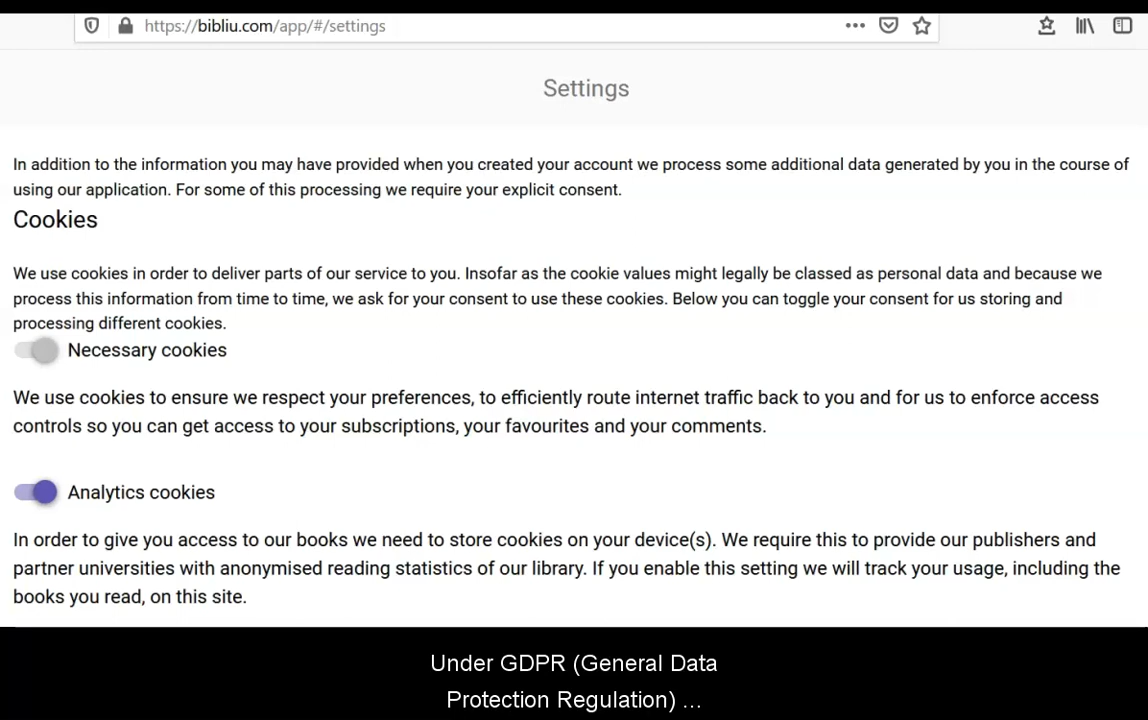 https://bibliu.com/app/#/settings
Settings
In addition to the information you may have provided when you created your account we process some additional data generated by you in the course of
using our application. For some of this processing we require your explicit consent.
Cookies
We use cookies in order to deliver parts of our service to you. Insofar as the cookie values might legally be classed as personal data and because we
process this information from time to time, we ask for your consent to use these cookies. Below you can toggle your consent for us storing and
processing different cookies.
Necessary cookies
We use cookies to ensure we respect your preferences, to efficiently route internet traffic back to you and for us to enforce access
controls so you can get access to your subscriptions, your favourites and your comments.
Analytics cookies
In order to give you access to our books we need to store cookies on your device(s). We require this to provide our publishers and
partner universities with anonymised reading statistics of our library. If you enable this setting we will track your usage, including the
books you read, on this site.
Under GDPR (General Data
Protection Regulation) ...